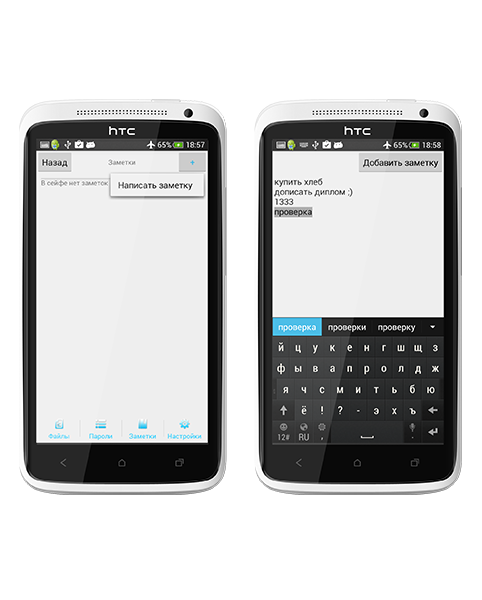 hTC
65% 18:57
Назад Заметки +
В сейфе нет заметок
Написать заметку
Файлы Пароли Заметки Настройки
hTC
65% 18:58
Добавить заметку
купить хлеб
дописать диплом ;)
1333
проверка
проверка проверки проверку
й ц у к е н г ш щ з
ф ы в а п р о л д ж
я ч с м и т ь б ю
ё ! ? - э х ъ
12# RU ,  .